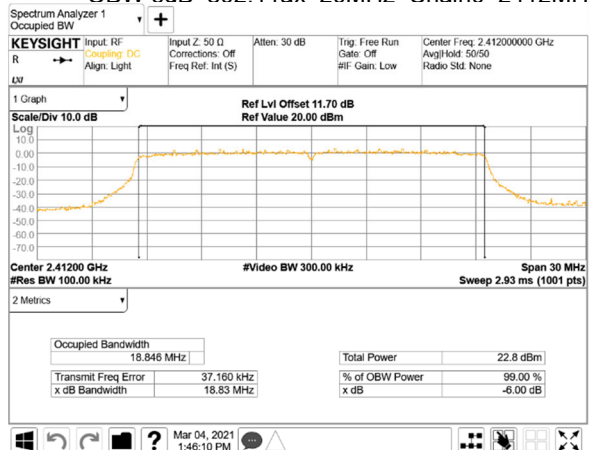 OBW-6dB 802.11ax 20MHz Chain0 2412MH
Spectrum Analyzer 1
Occupied BW
KEYSIGHT Input: RF Input Z: 50 Ω Atten: 30 dB Trig: Free Run Center Freq: 2.412000000 GHz
R Coupling: DC Corrections: Off Gate: Off Avg|Hold: 50/50
Align: Light Freq Ref: Int (S) #IF Gain: Low Radio Std: None
LXI
1 Graph Ref Lvl Offset 11.70 dB
Scale/Div 10.0 dB Ref Value 20.00 dBm
Log
10.0
0.00
-10.0
-20.0
-30.0
-40.0
-50.0
-60.0
-70.0
Center 2.41200 GHz #Video BW 300.00 kHz Span 30 MHz
#Res BW 100.00 kHz Sweep 2.93 ms (1001 pts)
2 Metrics
Occupied Bandwidth
18.846 MHz Total Power 22.8 dBm
Transmit Freq Error 37.160 kHz % of OBW Power 99.00 %
x dB Bandwidth 18.83 MHz x dB -6.00 dB
? Mar 04, 2021
1:46:10 PM